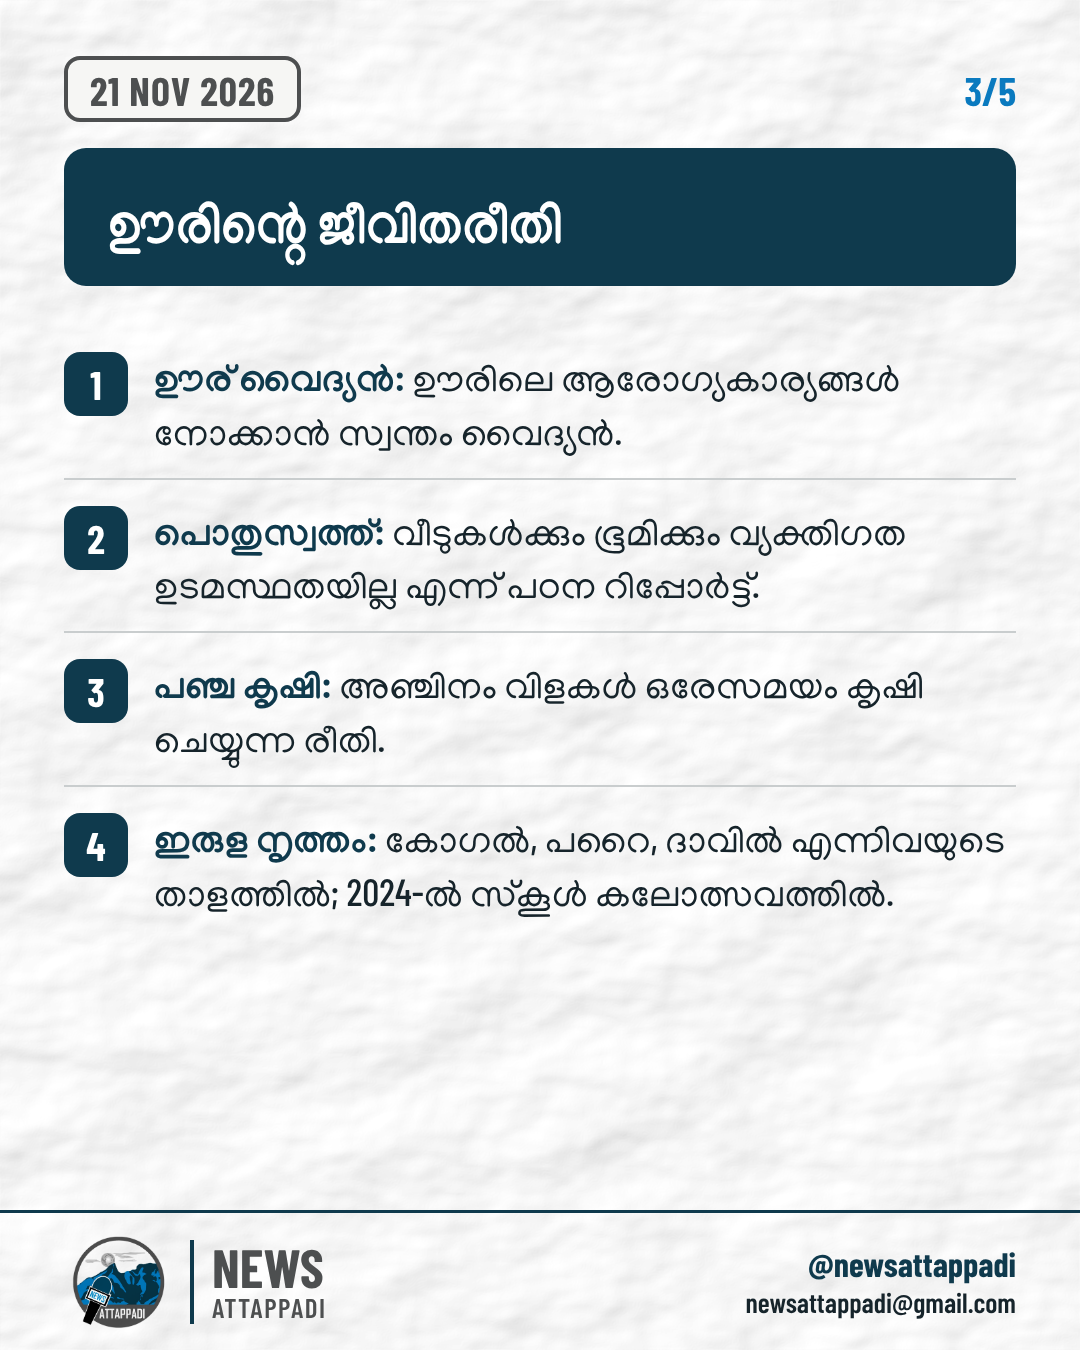 21 NOV 2026
3/5
ഊരിന്റെ ജീവിതരീതി
1
ഊര് വൈദ്യൻ: ഊരിലെ ആരോഗ്യകാര്യങ്ങൾ
നോക്കാൻ സ്വന്തം വൈദ്യൻ.
2
പൊതുസ്വത്ത്: വീടുകൾക്കും ഭൂമിക്കും വ്യക്തിഗത
ഉടമസ്ഥതയില്ല എന്ന് പഠന റിപ്പോർട്ട്.
3
പഞ്ച കൃഷി: അഞ്ചിനം വിളകൾ ഒരേസമയം കൃഷി
ചെയ്യുന്ന രീതി.
4
ഇരുള നൃത്തം: കോഗൽ, പറൈ, ദാവിൽ എന്നിവയുടെ
താളത്തിൽ; 2024-ൽ സ്കൂൾ കലോത്സവത്തിൽ.
NEWS
ATTAPPADI
NEWS
ATTAPPADI
@newsattappadi
newsattappadi@gmail.com